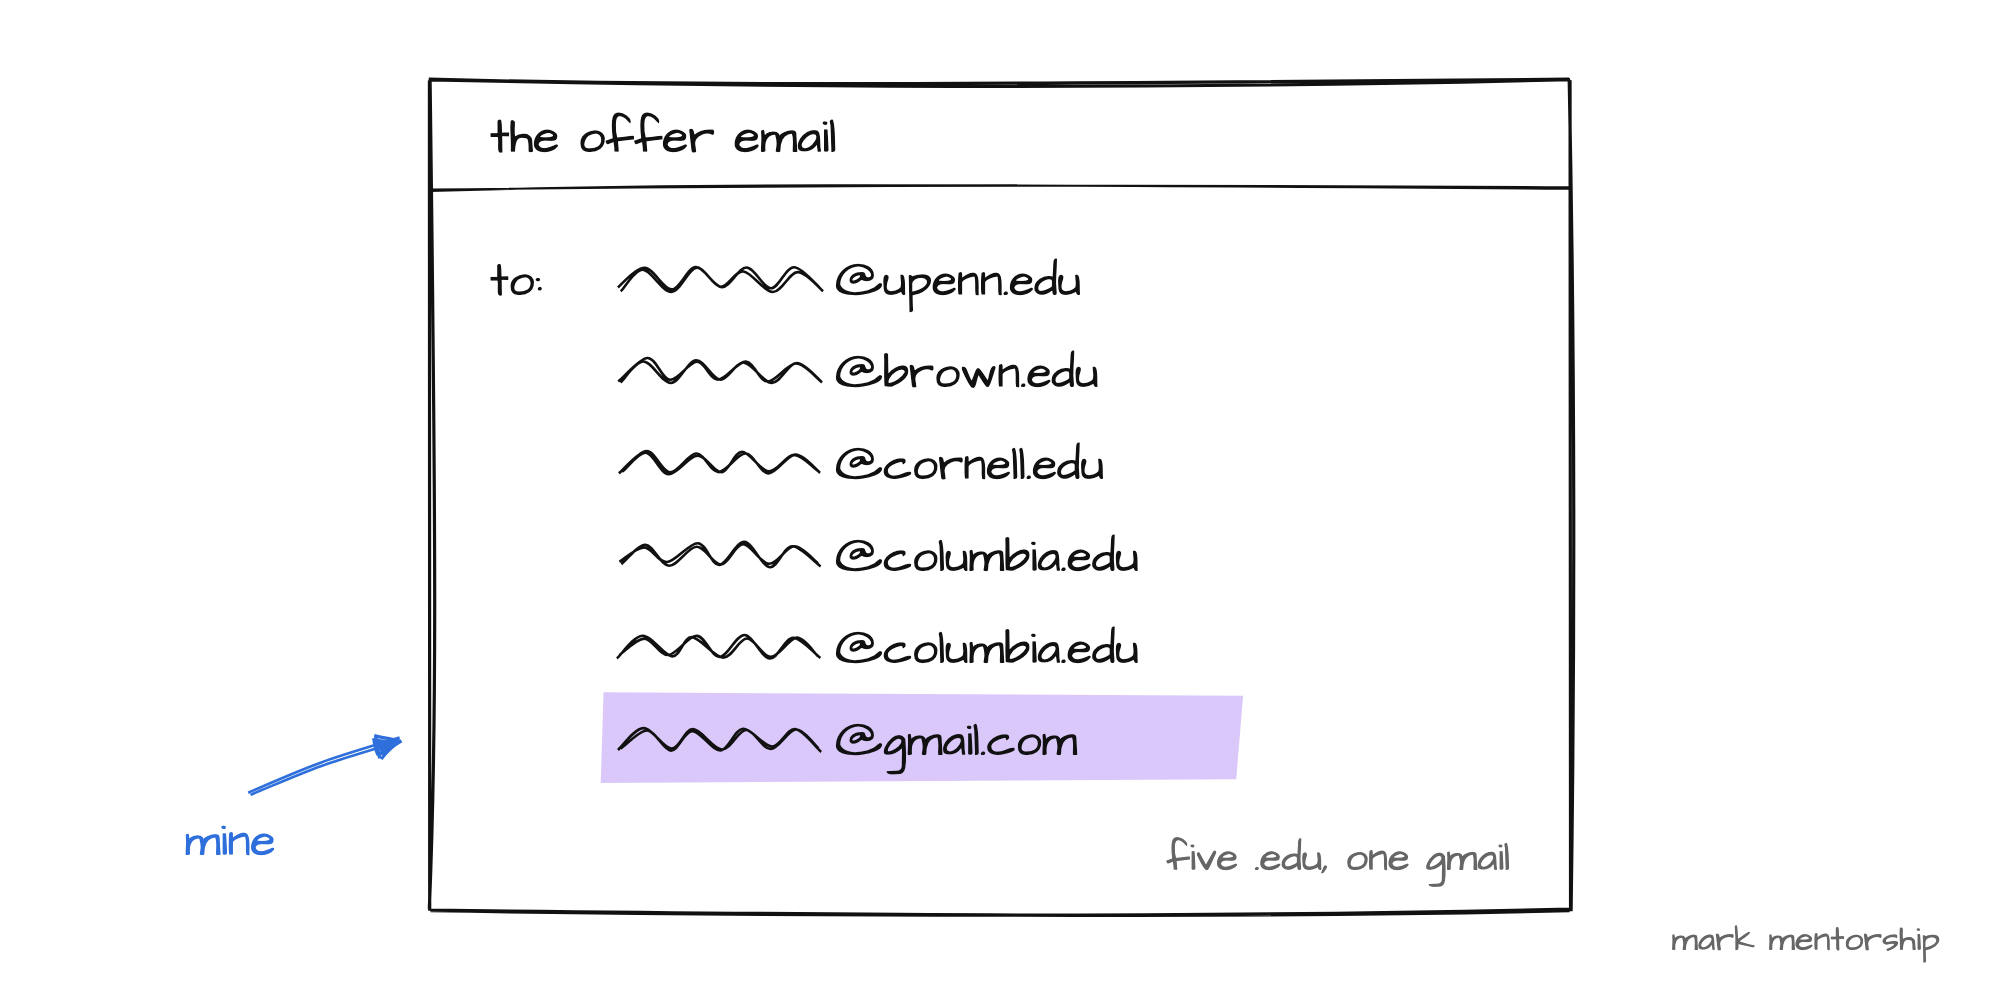 the offer email
to: @upenn.edu
@brown.edu
@cornell.edu
@columbia.edu
@columbia.edu
@gmail.com
mine
five .edu, one gmail
mark mentorship